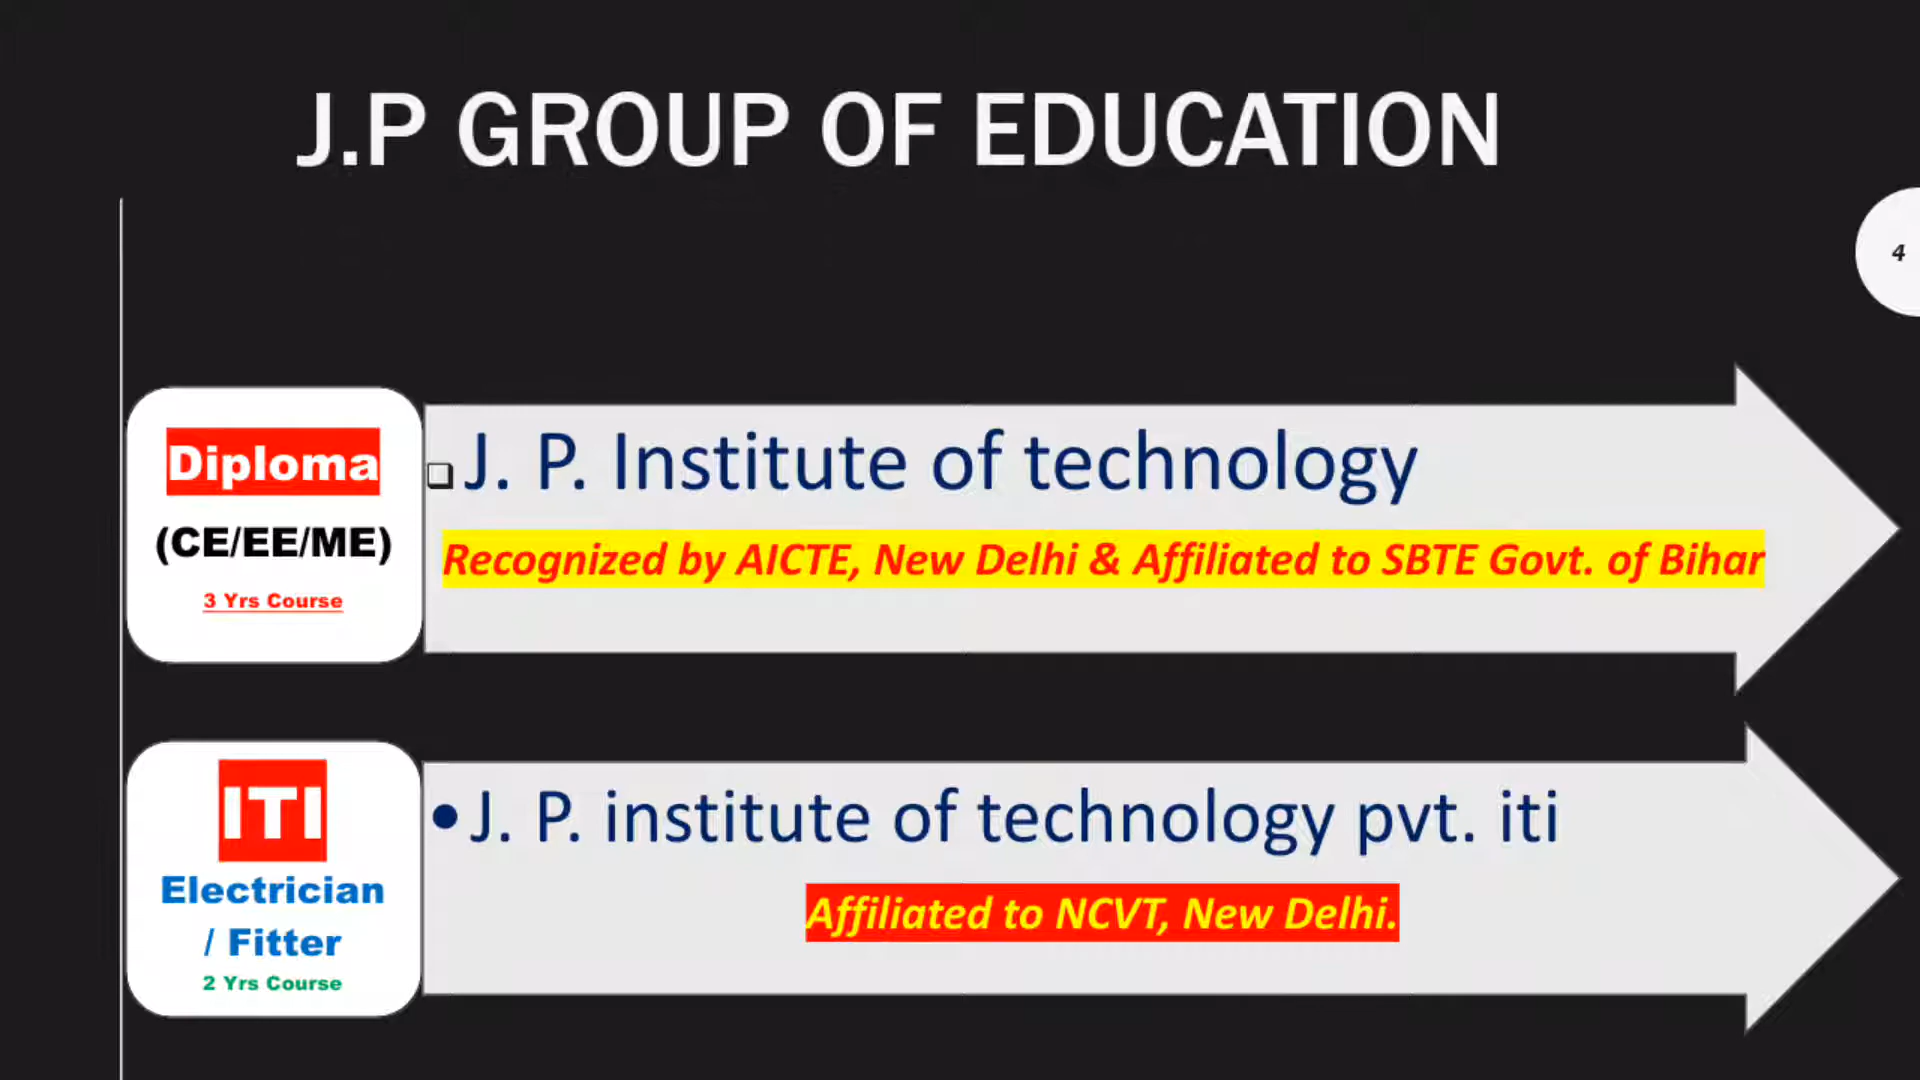 J.P GROUP OF EDUCATION
4
Diploma
(CE/EE/ME)
3 Yrs Course
J. P. Institute of technology
Recognized by AICTE, New Delhi & Affiliated to SBTE Govt. of Bihar
ITI
Electrician
/ Fitter
2 Yrs Course
J. P. institute of technology pvt. iti
Affiliated to NCVT, New Delhi.